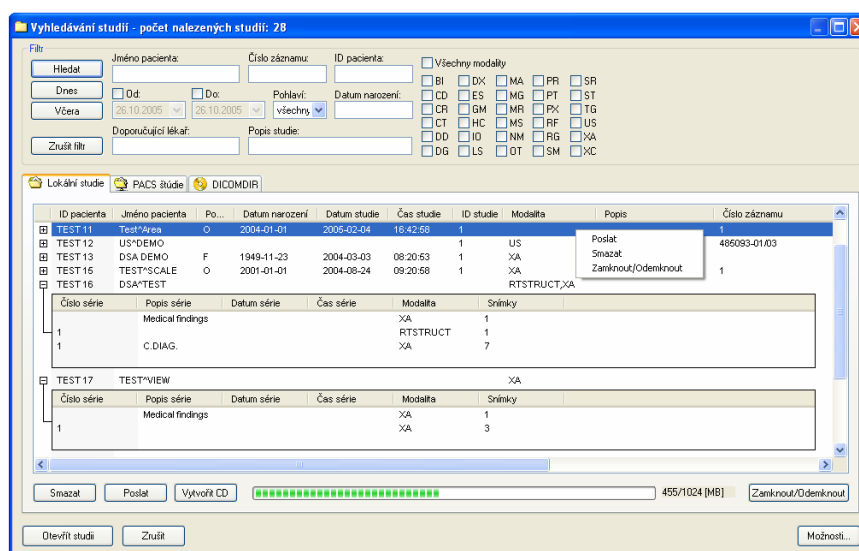 Vyhledávání studií - počet nalezených studií: 28
Filtr
Hledat
Dnes
Včera
Zrušit filtr
Jméno pacienta: Číslo záznamu: ID pacienta:
Od: Do: Pohlaví: Datum narození:
26.10.2005 26.10.2005 všechny
Doporučující lékař: Popis studie:
Všechny modality
BI DX MA PR SR
CD ES MG PT ST
CR GM MR PX TG
CT HC MS RF US
DD IO NM RG XA
DG LS OT SM XC
Lokální studie PACS štúdie DICOMDIR
ID pacienta Jméno pacienta Po... Datum narození Datum studie Čas studie ID studie Modalita Popis Číslo záznamu
TEST 11 Test^Area O 2004-01-01 2005-02-04 16:42:58 1 1
TEST 12 US^DEMO 1 US 485093-01/03
TEST 13 DSA DEMO F 1949-11-23 2004-03-03 08:20:53 1 XA
TEST 15 TEST^SCALE O 2001-01-01 2004-08-24 09:20:58 1 XA 1
TEST 16 DSA^TEST RTSTRUCT,XA
Poslat
Smazat
Zamknout/Odemknout
Číslo série Popis série Datum série Čas série Modalita Snímky
Medical findings XA 1
1 RTSTRUCT 1
1 C.DIAG. XA 7
TEST 17 TEST^VIEW XA
Číslo série Popis série Datum série Čas série Modalita Snímky
Medical findings XA 1
1 XA 3
Smazat Poslat Vytvořit CD 455/1024 [MB] Zamknout/Odemknout
Otevřít studii Zrušit Možnosti...